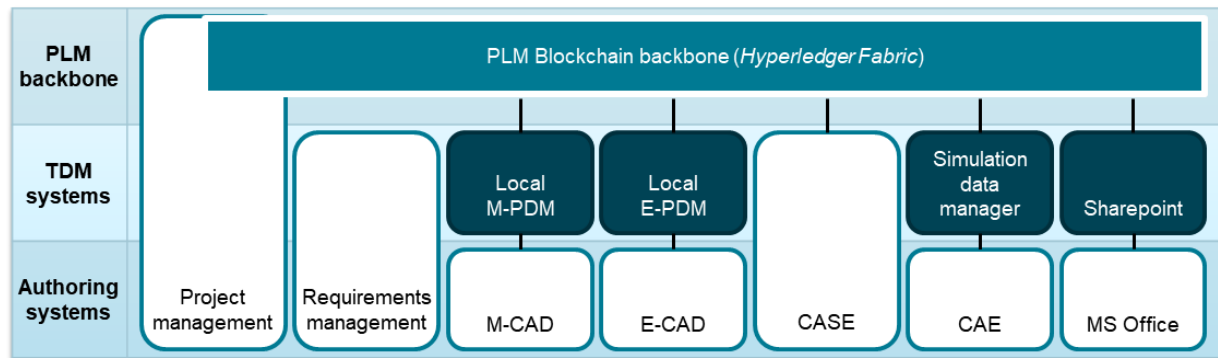 PLM
backbone
PLM Blockchain backbone (Hyperledger Fabric)
TDM
systems
Local
M-PDM
Local
E-PDM
Simulation
data
manager
Sharepoint
Authoring
systems
Project
management
Requirements
management
M-CAD
E-CAD
CASE
CAE
MS Office